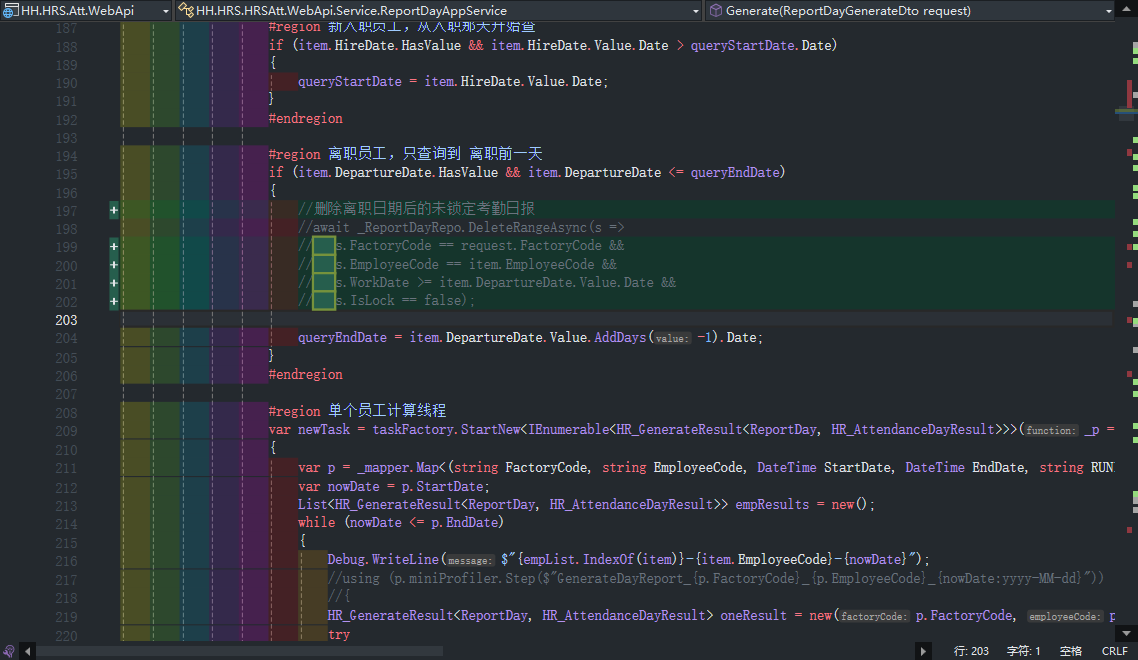 HH.HRS.Att.WebApi HH.HRS.HRSAtt.WebApi.Service.ReportDayAppService Generate(ReportDayGenerateDto request)
187 #region 新入职员工，从入职那天开始查
188 if (item.HireDate.HasValue && item.HireDate.Value.Date > queryStartDate.Date)
189 {
190 queryStartDate = item.HireDate.Value.Date;
191 }
192 #endregion
193
194 #region 离职员工，只查询到 离职前一天
195 if (item.DepartureDate.HasValue && item.DepartureDate <= queryEndDate)
196 {
197 //删除离职日期后的未锁定考勤日报
198 //await _ReportDayRepo.DeleteRangeAsync(s =>
199 // s.FactoryCode == request.FactoryCode &&
200 // s.EmployeeCode == item.EmployeeCode &&
201 // s.WorkDate >= item.DepartureDate.Value.Date &&
202 // s.IsLock == false);
203
204 queryEndDate = item.DepartureDate.Value.AddDays(value: -1).Date;
205 }
206 #endregion
207
208 #region 单个员工计算线程
209 var newTask = taskFactory.StartNew<IEnumerable<HR_GenerateResult<ReportDay, HR_AttendanceDayResult>>>(function: _p =
210 {
211 var p = _mapper.Map<(string FactoryCode, string EmployeeCode, DateTime StartDate, DateTime EndDate, string RUN
212 var nowDate = p.StartDate;
213 List<HR_GenerateResult<ReportDay, HR_AttendanceDayResult>> empResults = new();
214 while (nowDate <= p.EndDate)
215 {
216 Debug.WriteLine(message: $"{empList.IndexOf(item)}-{item.EmployeeCode}-{nowDate}");
217 //using (p.miniProfiler.Step($"GenerateDayReport_{p.FactoryCode}_{p.EmployeeCode}_{nowDate:yyyy-MM-dd}"))
218 //{
219 HR_GenerateResult<ReportDay, HR_AttendanceDayResult> oneResult = new(factoryCode: p.FactoryCode, employeeCode: p
220 try
行: 203 字符: 1 空格 CRLF